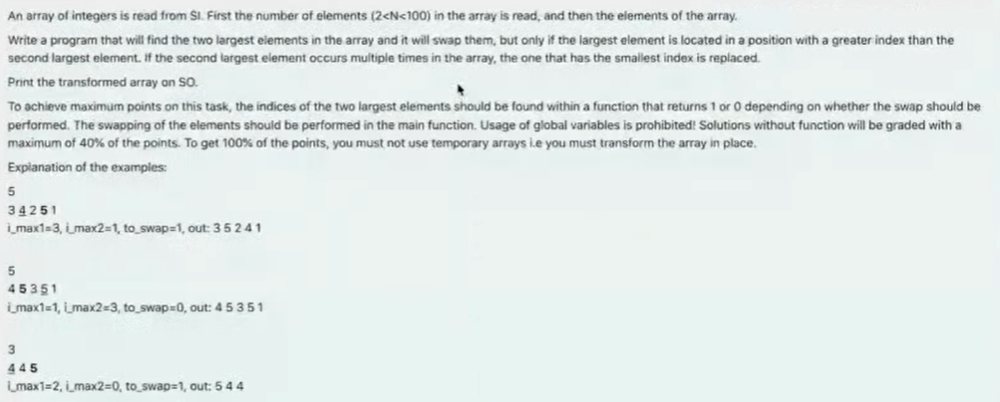 An array of integers is read from SI. First the number of elements (2<N<100) in the array is read, and then the elements of the array.
Write a program that will find the two largest elements in the array and it will swap them, but only if the largest element is located in a position with a greater index than the
second largest element. If the second largest element occurs multiple times in the array, the one that has the smallest index is replaced.
Print the transformed array on SO.
To achieve maximum points on this task, the indices of the two largest elements should be found within a function that returns 1 or 0 depending on whether the swap should be
performed. The swapping of the elements should be performed in the main function. Usage of global variables is prohibited! Solutions without function will be graded with a
maximum of 40% of the points. To get 100% of the points, you must not use temporary arrays i.e you must transform the array in place.
Explanation of the examples:
5
3 4 2 5 1
i_max1=3, i_max2=1, to_swap=1, out: 3 5 2 4 1
5
4 5 3 5 1
i_max1=1, i_max2=3, to_swap=0, out: 4 5 3 5 1
3
4 4 5
i_max1=2, i_max2=0, to_swap=1, out: 5 4 4